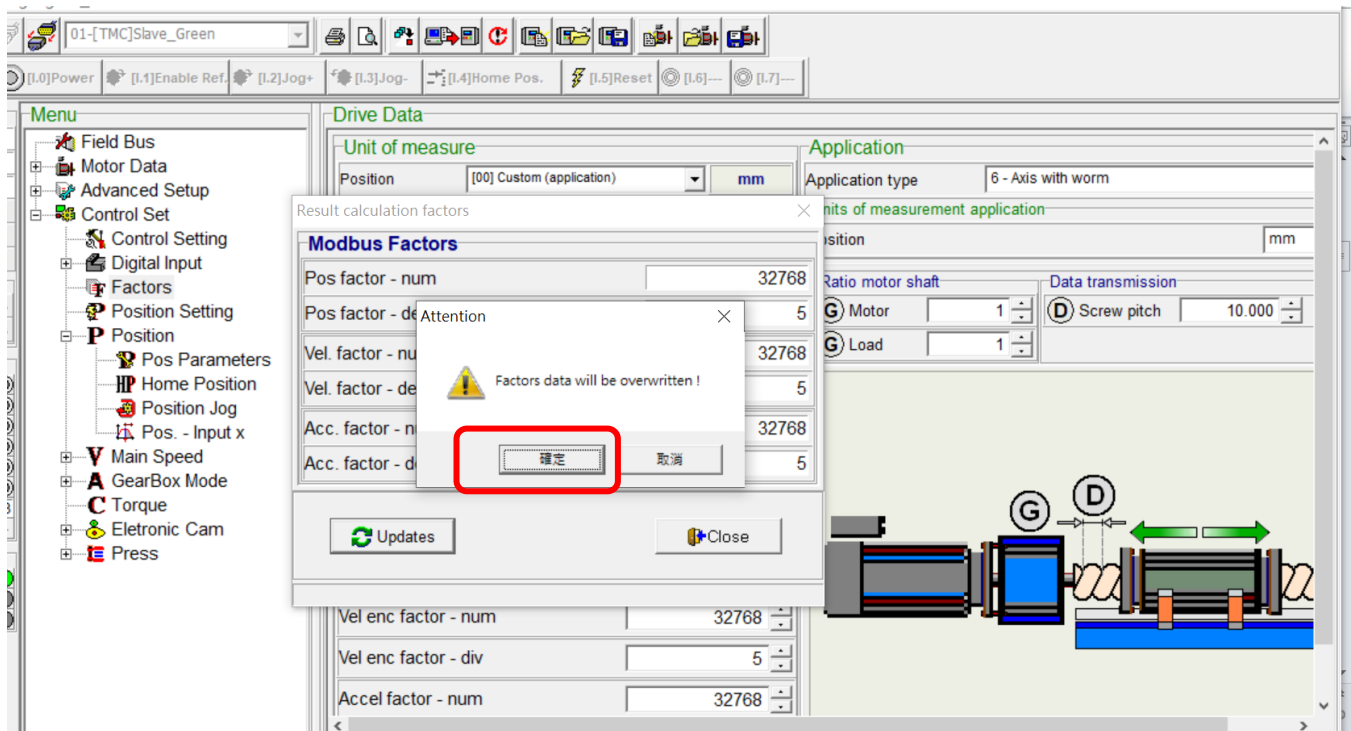 01-[TMC]Slave_Green
[I.0]Power [I.1]Enable Ref. [I.2]Jog+ [I.3]Jog- [I.4]Home Pos. [I.5]Reset [I.6]--- [I.7]---
Menu
Field Bus
Motor Data
Advanced Setup
Control Set
Control Setting
Digital Input
Factors
Position Setting
P Position
Pos Parameters
HP Home Position
Position Jog
Pos. - Input x
V Main Speed
A GearBox Mode
C Torque
Eletronic Cam
Press
Drive Data
Unit of measure
Position [00] Custom (application) mm
Application
Application type 6 - Axis with worm
nits of measurement application
osition mm
Ratio motor shaft
G Motor 1
G Load 1
Data transmission
D Screw pitch 10.000
Result calculation factors
Modbus Factors
Pos factor - num 32768
Pos factor - de 5
Vel. factor - nu 32768
Vel. factor - de 5
Acc. factor - n 32768
Acc. factor - d 5
Attention
Factors data will be overwritten !
確定 取消
Updates Close
Vel enc factor - num 32768
Vel enc factor - div 5
Accel factor - num 32768
G D